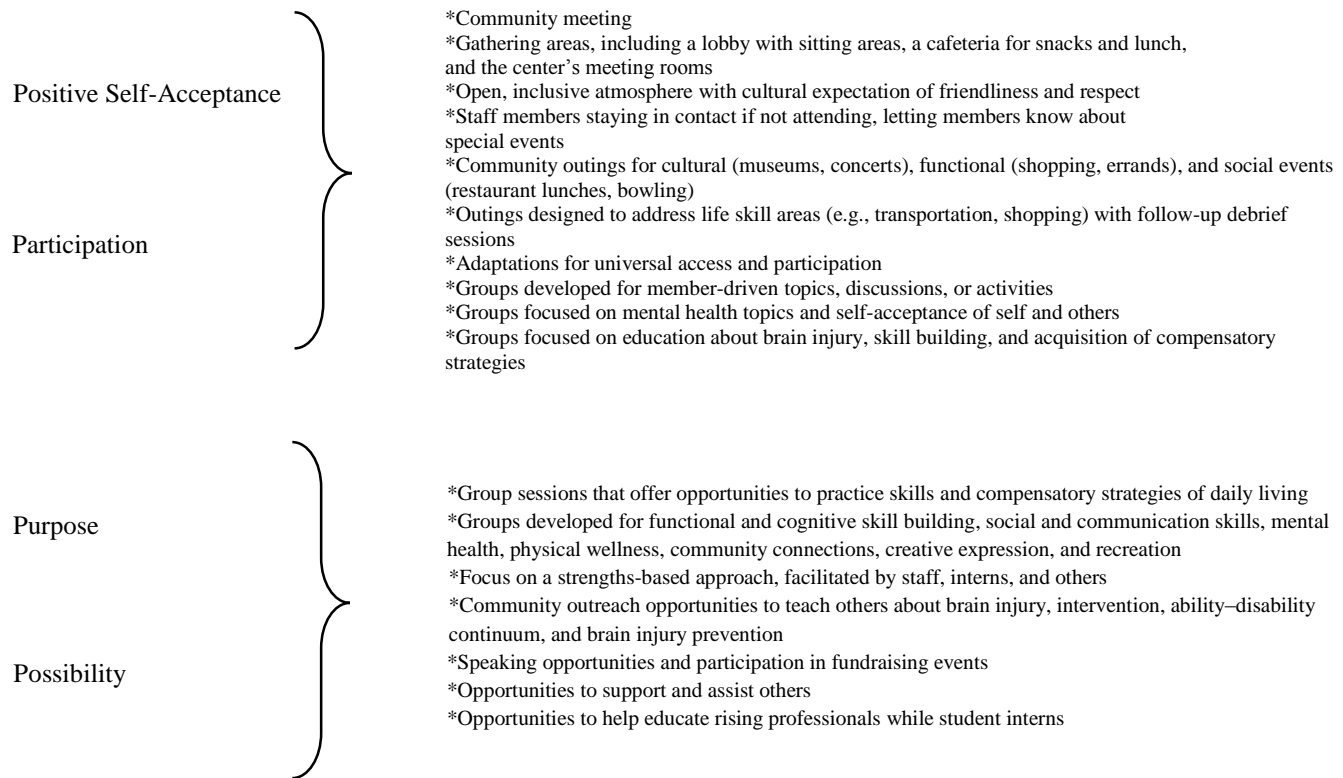 Positive Self-Acceptance
Participation
*Community meeting
*Gathering areas, including a lobby with sitting areas, a cafeteria for snacks and lunch,
and the center’s meeting rooms
*Open, inclusive atmosphere with cultural expectation of friendliness and respect
*Staff members staying in contact if not attending, letting members know about
special events
*Community outings for cultural (museums, concerts), functional (shopping, errands), and social events
(restaurant lunches, bowling)
*Outings designed to address life skill areas (e.g., transportation, shopping) with follow-up debrief
sessions
*Adaptations for universal access and participation
*Groups developed for member-driven topics, discussions, or activities
*Groups focused on mental health topics and self-acceptance of self and others
*Groups focused on education about brain injury, skill building, and acquisition of compensatory
strategies
Purpose
Possibility
*Group sessions that offer opportunities to practice skills and compensatory strategies of daily living
*Groups developed for functional and cognitive skill building, social and communication skills, mental
health, physical wellness, community connections, creative expression, and recreation
*Focus on a strengths-based approach, facilitated by staff, interns, and others
*Community outreach opportunities to teach others about brain injury, intervention, ability–disability
continuum, and brain injury prevention
*Speaking opportunities and participation in fundraising events
*Opportunities to support and assist others
*Opportunities to help educate rising professionals while student interns